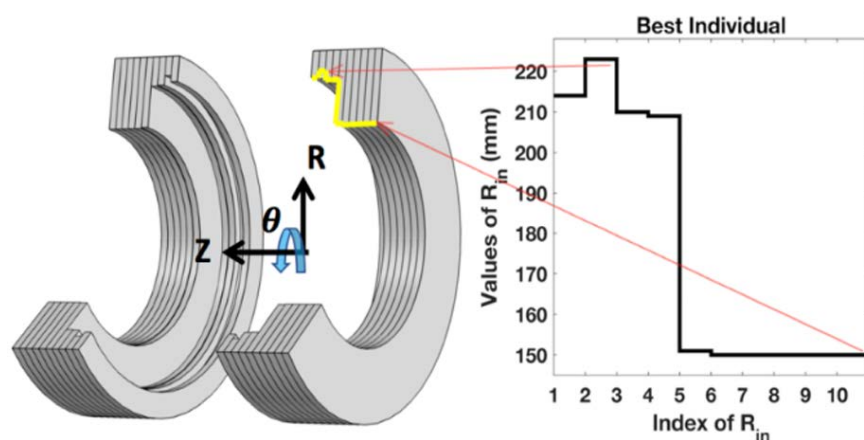 Best Individual
R
θ
Z
Values of R_in (mm)
220
210
200
190
180
170
160
150
1 2 3 4 5 6 7 8 9 10
Index of R_in